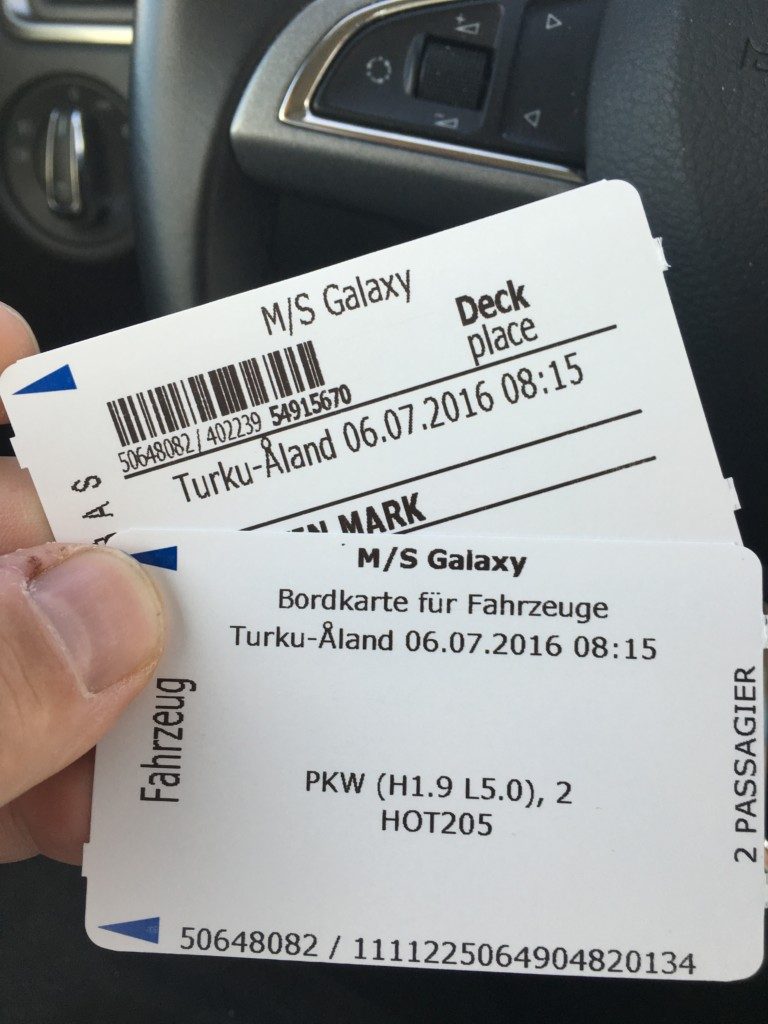 M/S Galaxy
Deck
place
50648082 / 402239 54915670
Turku-Åland 06.07.2016 08:15
MARK
M/S Galaxy
Bordkarte für Fahrzeuge
Turku-Åland 06.07.2016 08:15
Fahrzeug
PKW (H1.9 L5.0), 2
HOT205
2 PASSAGIER
50648082 / 1111225064904820134